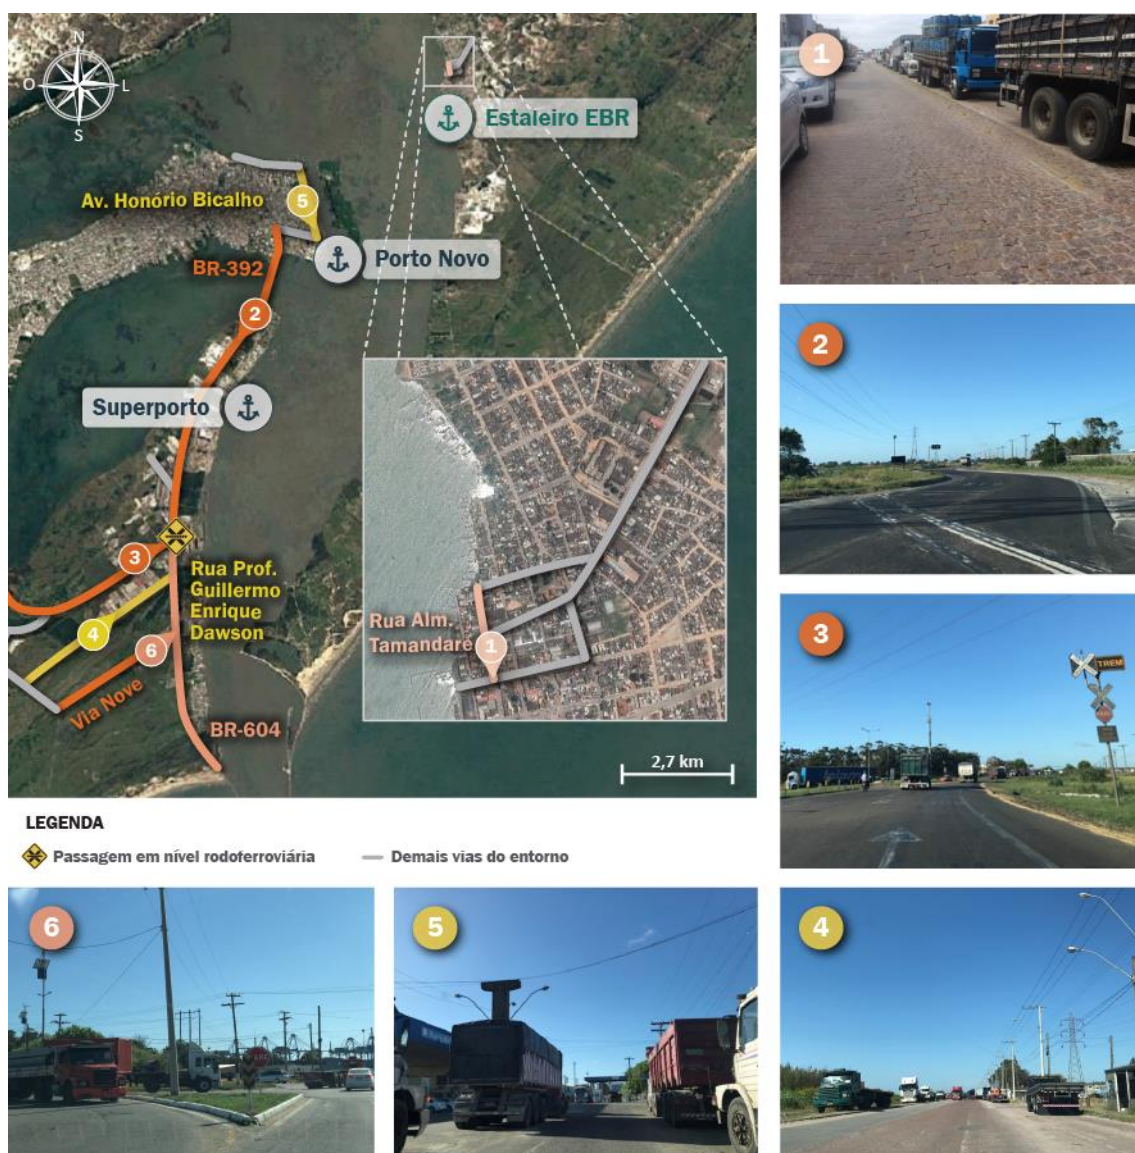 N
O
L
S
Estaleiro EBR
Av. Honório Bicalho
5
Porto Novo
BR-392
2
Superporto
3
Rua Prof.
Guillermo
Enrique
Dawson
4
6
Via Nove
BR-604
Rua Alm.
Tamandaré
1
2,7 km
LEGENDA
Passagem em nível rodoferroviária
Demais vias do entorno
1
2
3
TREM
6
5
4